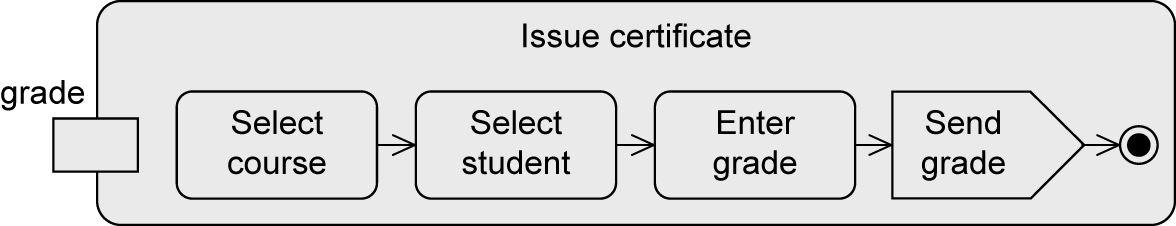 Issue certificate
grade
Select
course
Select
student
Enter
grade
Send
grade